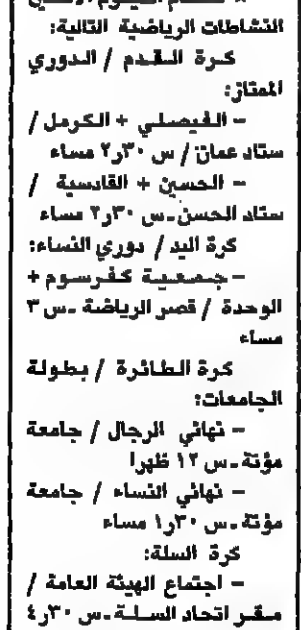 النشاطات الرياضية التالية:
كرة القدم / الدوري
الممتاز:
– الفيصلي + الكرمل /
ستاد عمان / س ٣٠ر٢ مساء
– الحسين + القادسية /
ستاد الحسن ـ س ٣٠ر٢ مساء
كرة اليد / دوري النساء:
– جمعية كفرسوم +
الوحدة / قصر الرياضة ـ س ٣
مساء
كرة الطائرة / بطولة
الجامعات:
– نهائي الرجال / جامعة
مؤتة ـ س ١٢ ظهرا
– نهائي النساء / جامعة
مؤتة ـ س ٣٠ر١ مساء
كرة السلة:
– اجتماع الهيئة العامة /
مقر اتحاد السلة ـ س ٣٠ر٤